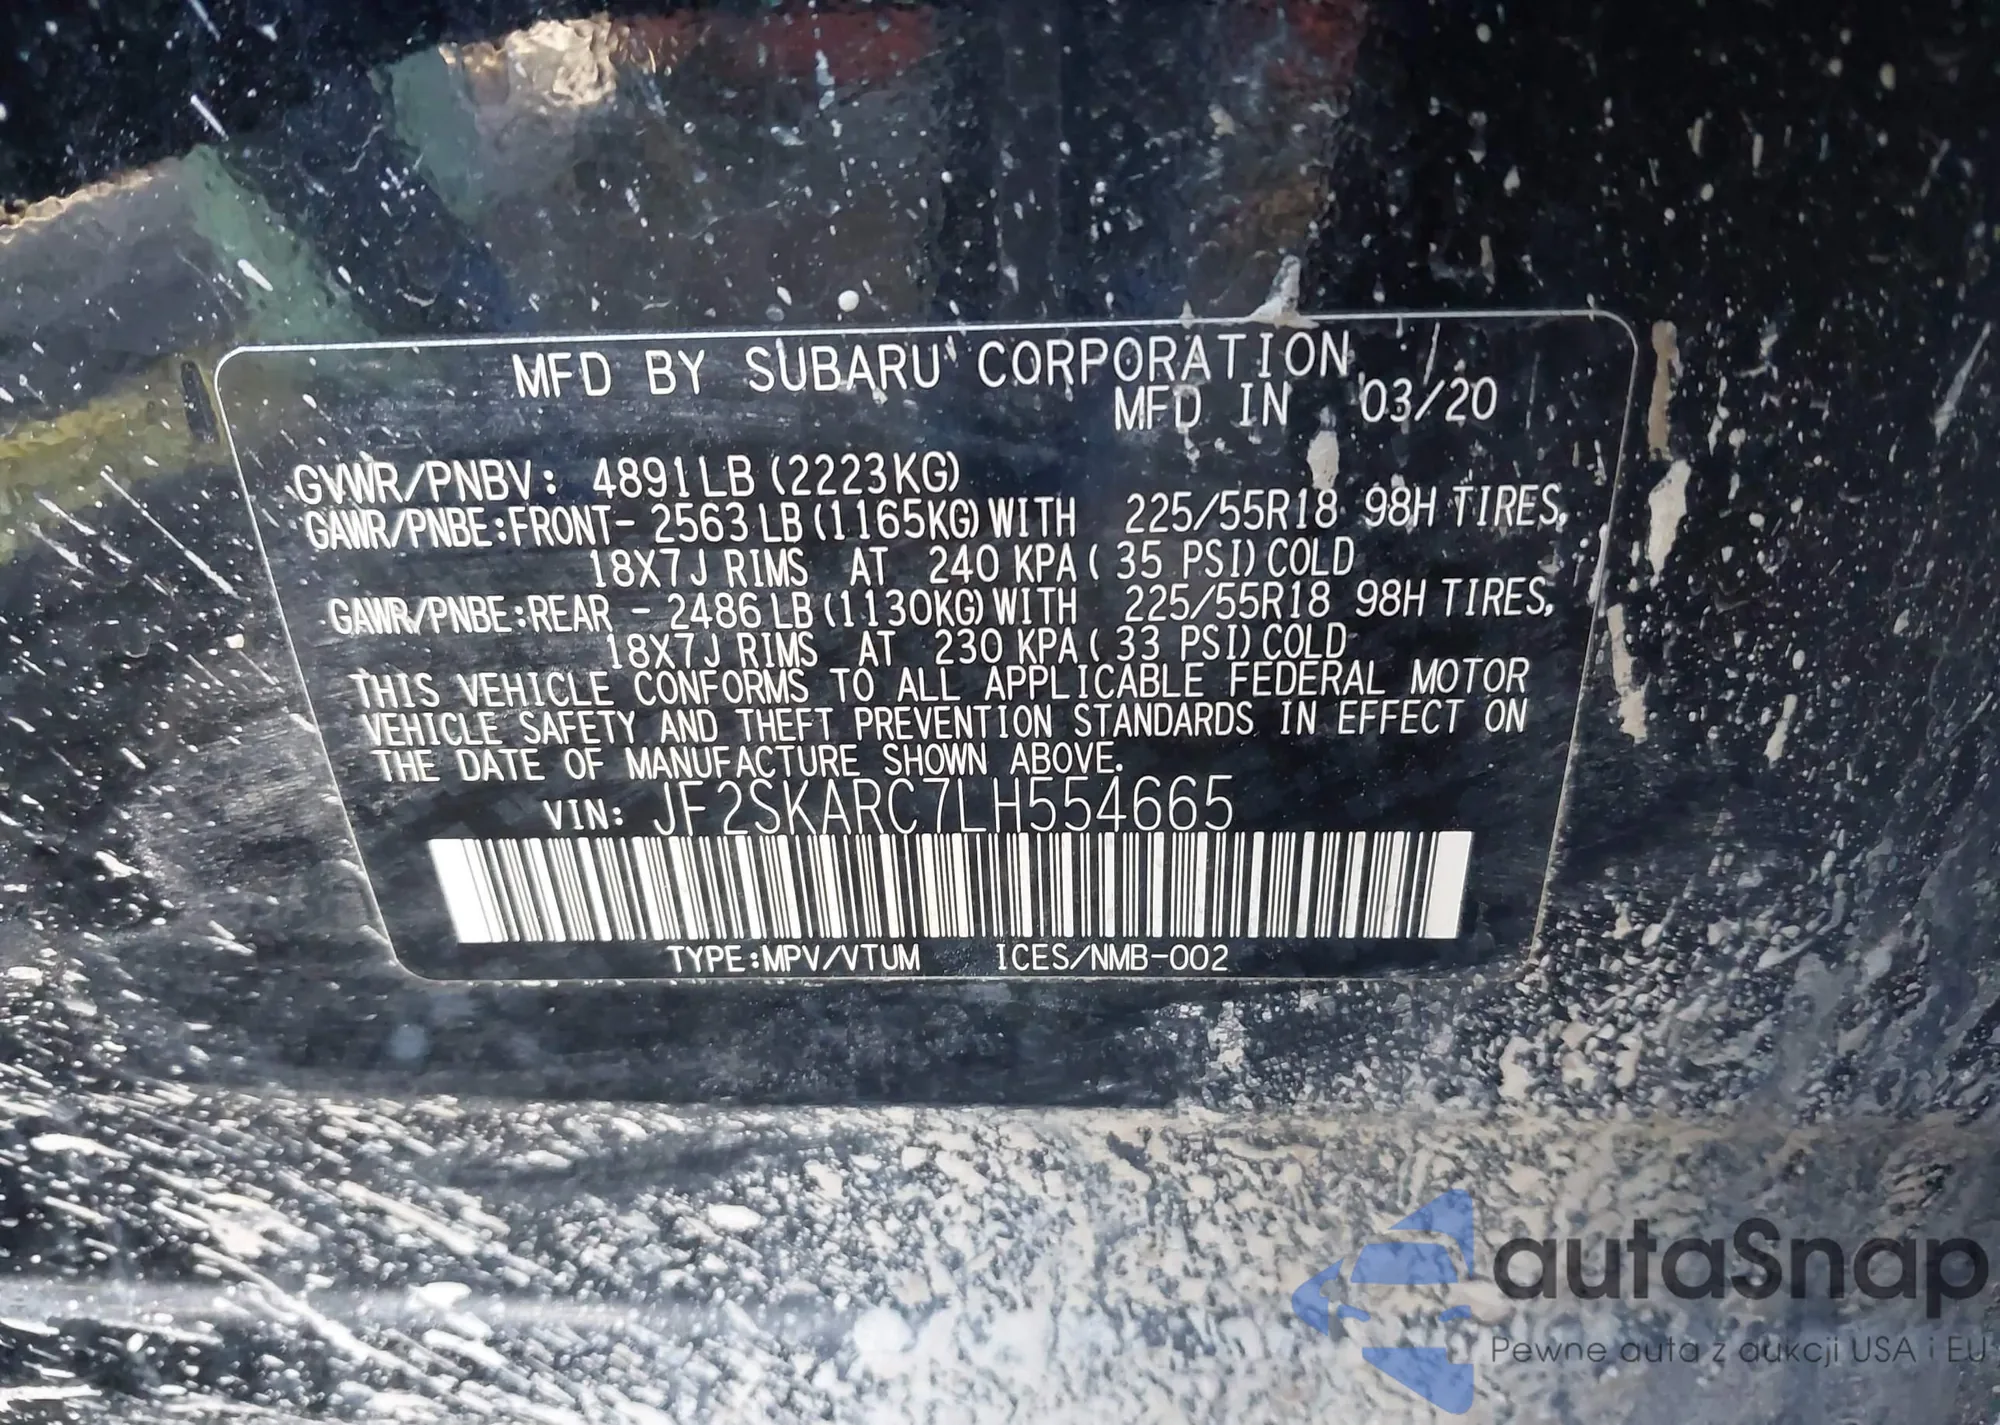 MFD BY SUBARU CORPORATION
MFD IN 03/20
GVWR/PNBV: 4891LB (2223KG)
GAWR/PNBE:FRONT- 2563 LB (1165KG) WITH 225/55R18 98H TIRES,
18X7J RIMS AT 240 KPA ( 35 PSI) COLD
GAWR/PNBE:REAR - 2486 LB (1130KG) WITH 225/55R18 98H TIRES,
18X7J RIMS AT 230 KPA ( 33 PSI) COLD
THIS VEHICLE CONFORMS TO ALL APPLICABLE FEDERAL MOTOR
VEHICLE SAFETY AND THEFT PREVENTION STANDARDS IN EFFECT ON
THE DATE OF MANUFACTURE SHOWN ABOVE.
VIN: JF2SKARC7LH554665
TYPE:MPV/VTUM ICES/NMB-002
autaSnap
Pewne auta z aukcji USA i EU